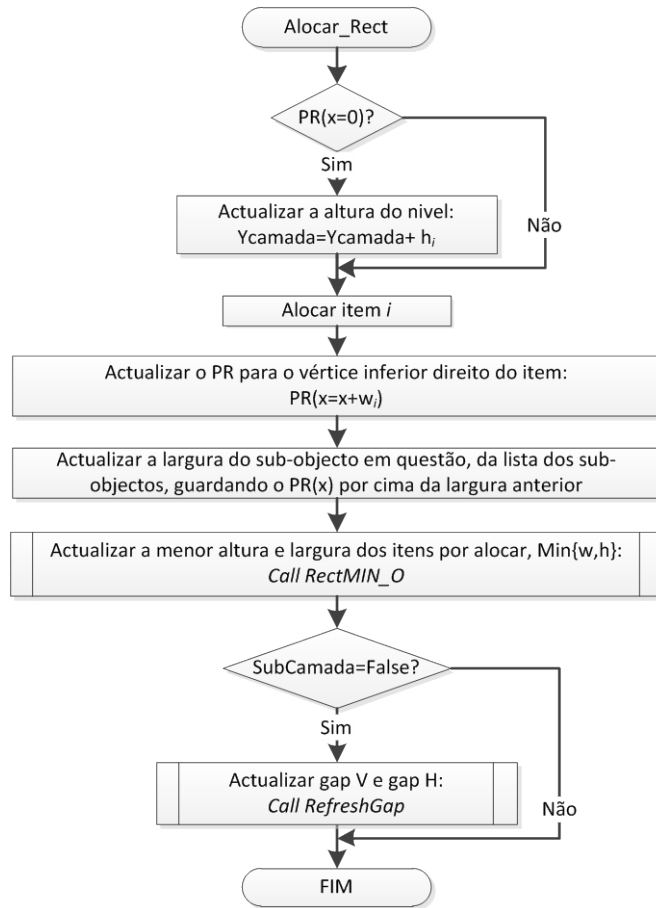 Alocar_Rect
PR(x=0)?
Sim
Actualizar a altura do nivel:
Ycamada=Ycamada+ hi
Não
Alocar item i
Actualizar o PR para o vértice inferior direito do item:
PR(x=x+wi)
Actualizar a largura do sub-objecto em questão, da lista dos sub-
objectos, guardando o PR(x) por cima da largura anterior
Actualizar a menor altura e largura dos itens por alocar, Min{w,h}:
Call RectMIN_O
SubCamada=False?
Sim
Actualizar gap V e gap H:
Call RefreshGap
Não
FIM